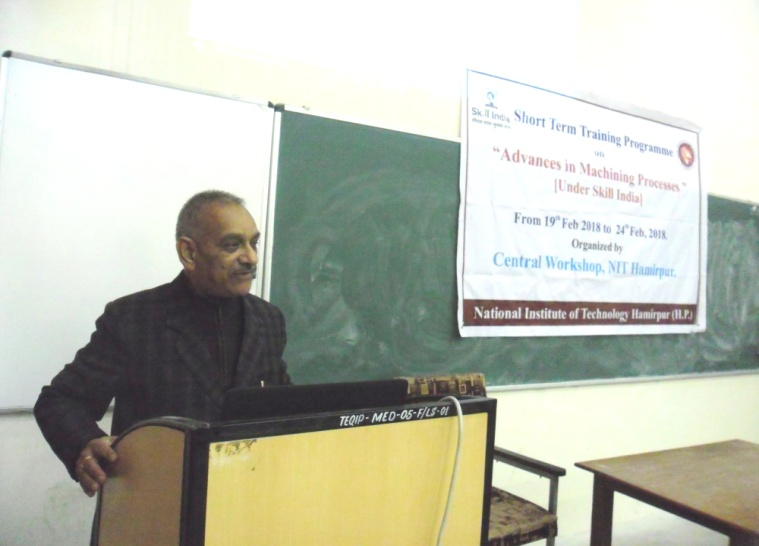 Skill India
Short Term Training Programme
on
“Advances in Machining Processes ”
[Under Skill India]
From 19th Feb 2018 to 24th Feb, 2018.
Organized by
Central Workshop, NIT Hamirpur.
National Institute of Technology Hamirpur (H.P.)
TEQIP- MED-05-F/LS-01